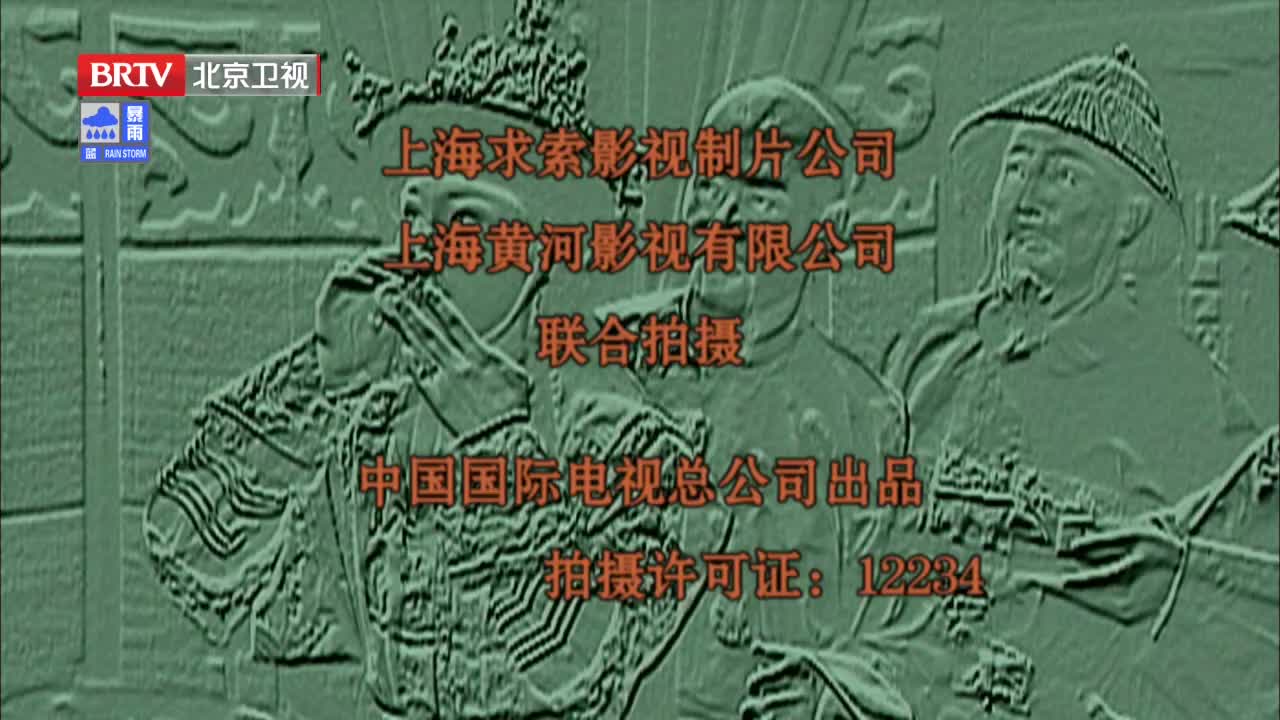 BRTV 北京卫视
暴雨
蓝 RAIN STORM
上海求索影视制片公司
上海黄河影视有限公司
联合拍摄
中国国际电视总公司出品
拍摄许可证：12234